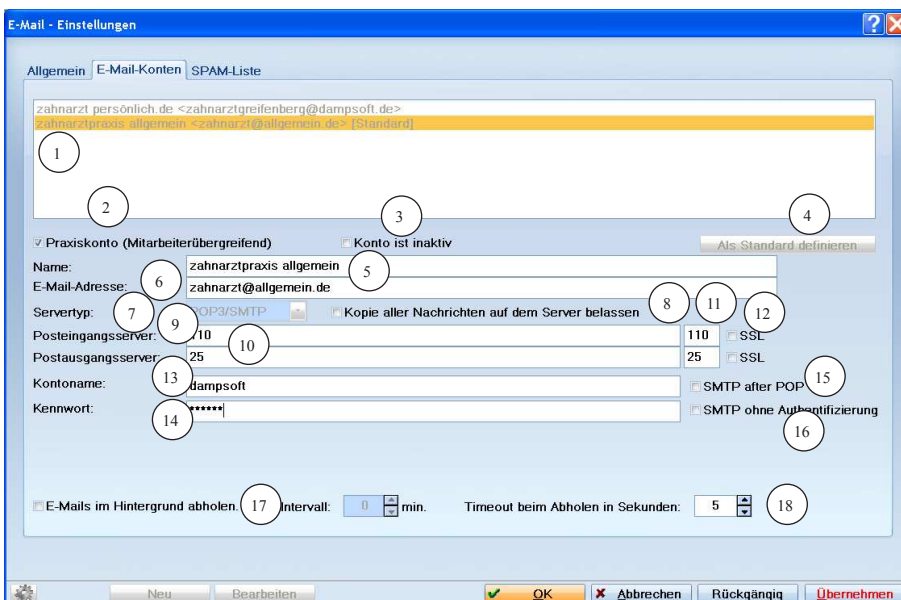 E-Mail - Einstellungen
Allgemein E-Mail-Konten SPAM-Liste
zahnarzt persönlich.de <zahnarztgreifenberg@dampsoft.de>
zahnarztpraxis allgemein <zahnarzt@allgemein.de> [Standard]
1
2
3
4
Praxiskonto (Mitarbeiterübergreifend) Konto ist inaktiv Als Standard definieren
Name: zahnarztpraxis allgemein 5
E-Mail-Adresse: 6 zahnarzt@allgemein.de
Servertyp: 7 POP3/SMTP Kopie aller Nachrichten auf dem Server belassen 8 11 12
Posteingangsserver: 9 110 10 110 SSL
Postausgangsserver: 25 25 SSL
Kontoname: 13 dampsoft SMTP after POP 15
Kennwort: 14 ****** SMTP ohne Authentifizierung
16
E-Mails im Hintergrund abholen. 17 Intervall: 0 min. Timeout beim Abholen in Sekunden: 5 18
Neu Bearbeiten OK Abbrechen Rückgängig Übernehmen